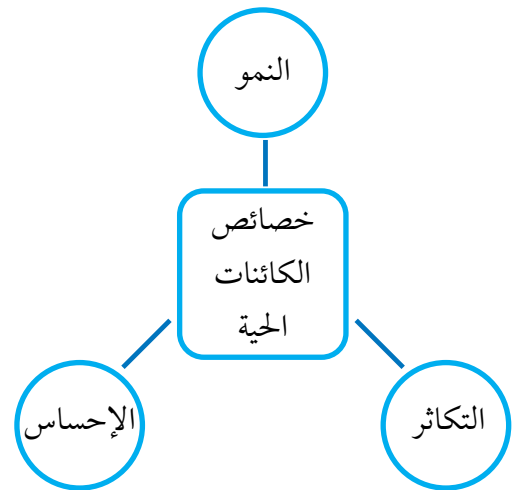 النمو
خصائص
الكائنات
الحية
التكاثر
الإحساس